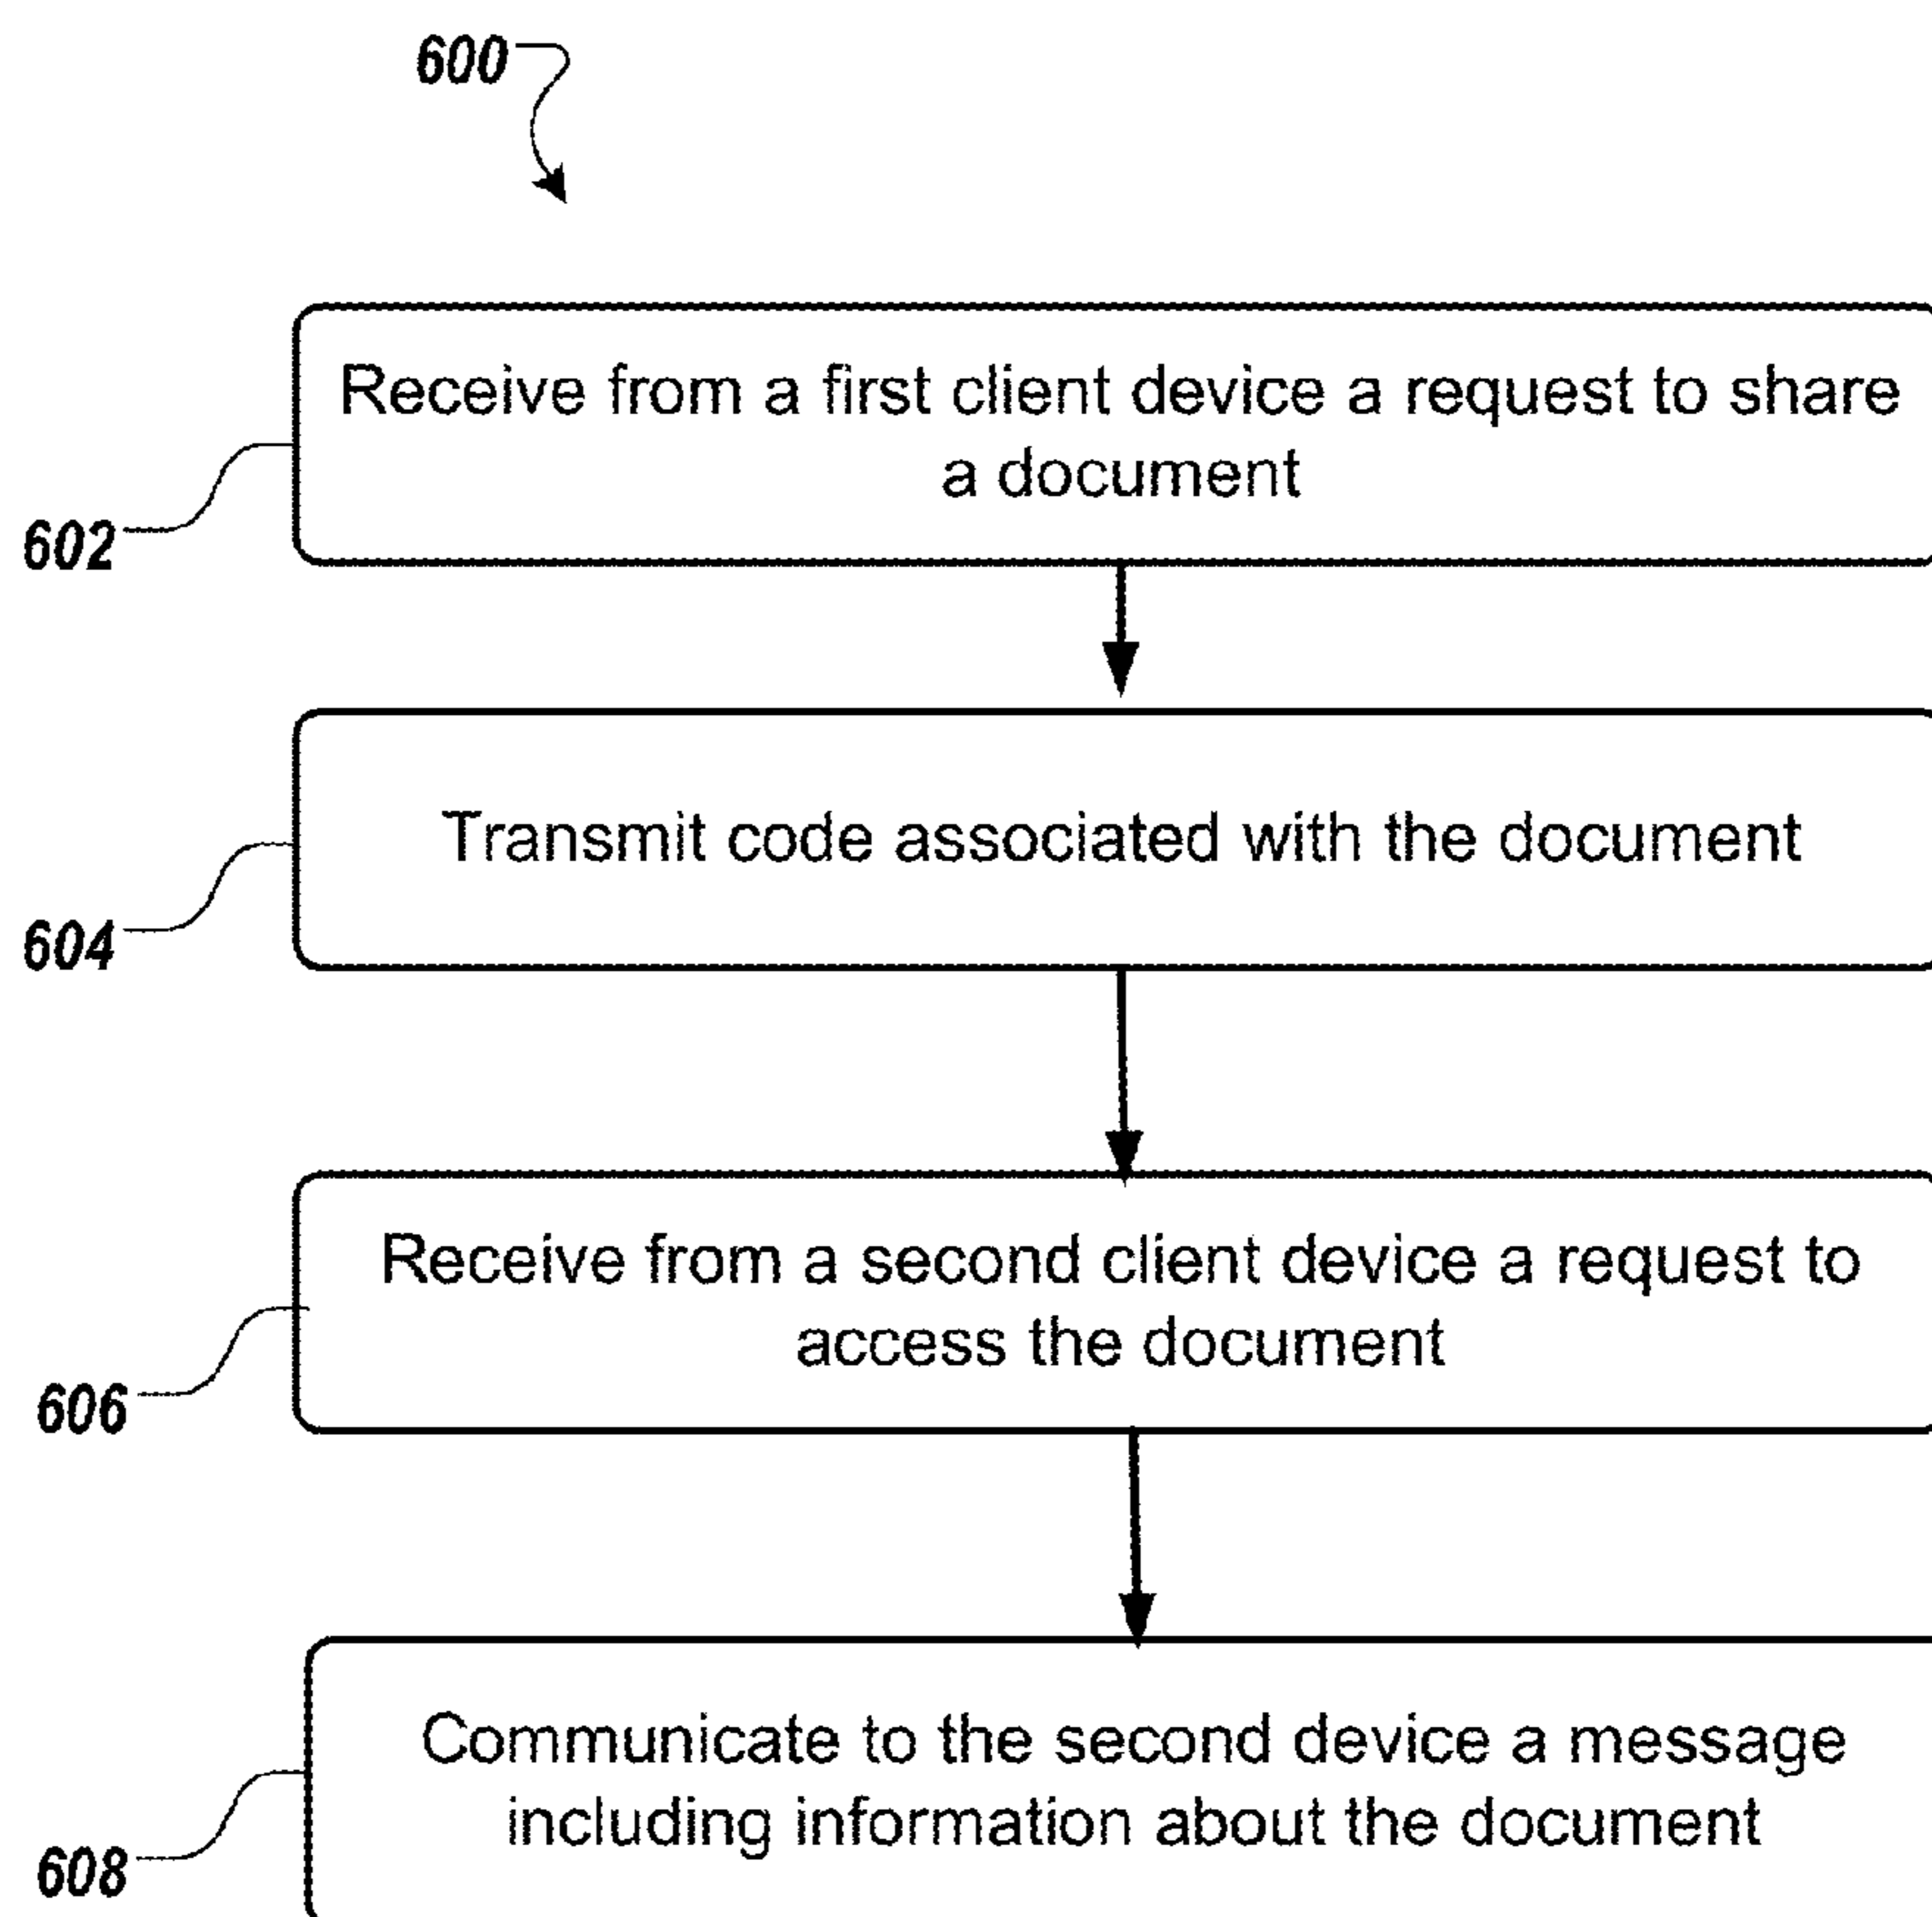 600
Receive from a first client device a request to share
a document
602
Transmit code associated with the document
604
Receive from a second client device a request to
access the document
606
Communicate to the second device a message
including information about the document
608